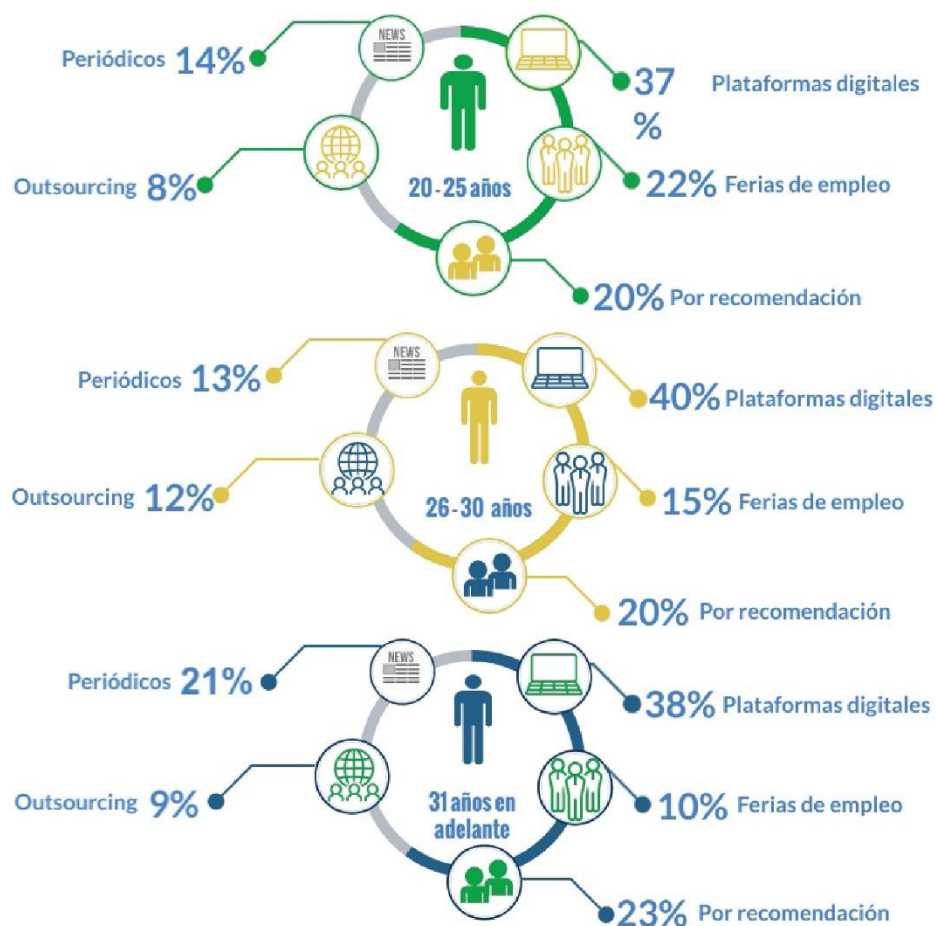 NEWS
Periódicos 14%
37
%
Plataformas digitales
Outsourcing 8%
20 - 25 años
22% Ferias de empleo
20% Por recomendación
NEWS
Periódicos 13%
40% Plataformas digitales
Outsourcing 12%
26 - 30 años
15% Ferias de empleo
20% Por recomendación
NEWS
Periódicos 21%
38% Plataformas digitales
Outsourcing 9%
31 años en
adelante
10% Ferias de empleo
23% Por recomendación